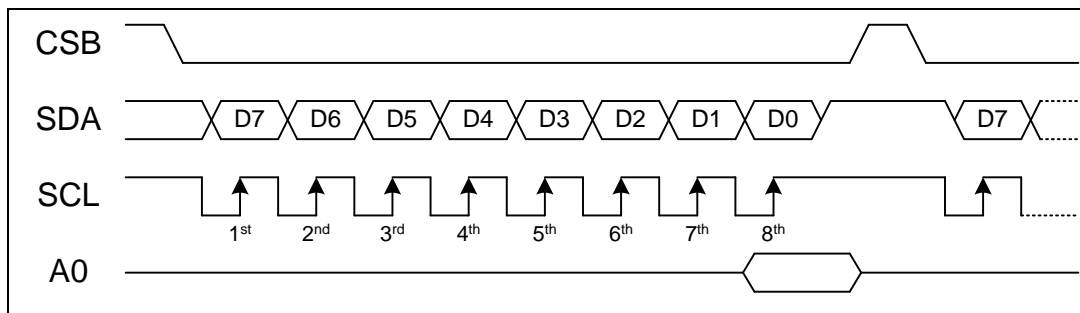 CSB
SDA D7 D6 D5 D4 D3 D2 D1 D0 D7
SCL
1st 2nd 3rd 4th 5th 6th 7th 8th
A0